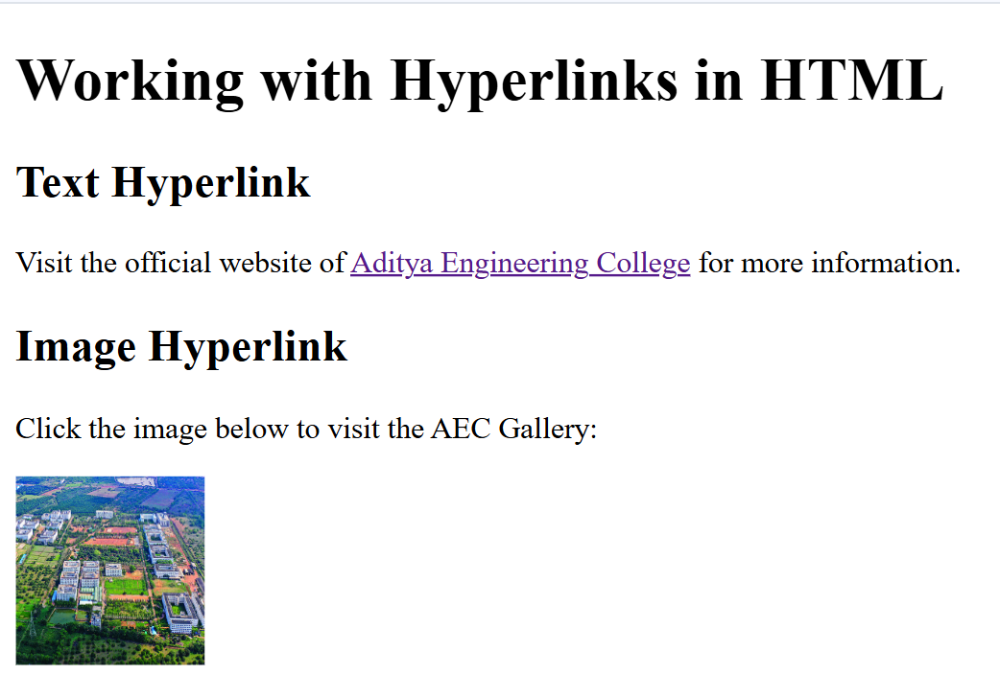 Working with Hyperlinks in HTML
Text Hyperlink
Visit the official website of Aditya Engineering College for more information.
Image Hyperlink
Click the image below to visit the AEC Gallery: